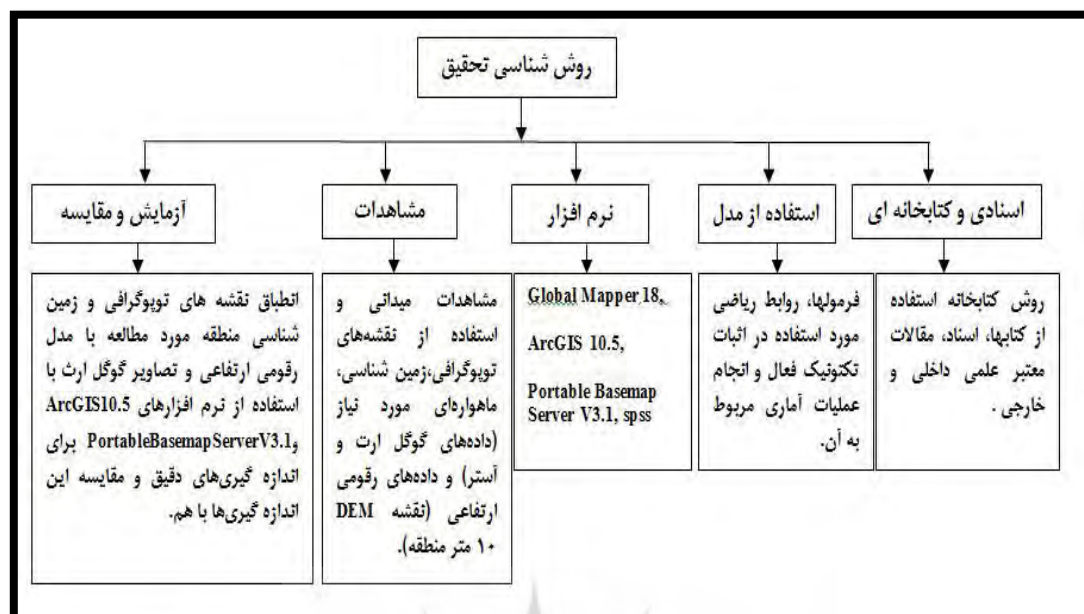 روش شناسی تحقیق
اسنادی و کتابخانه ای
روش کتابخانه استفاده
از کتابها، اسناد، مقالات
معتبر علمی داخلی و
خارجی .
استفاده از مدل
فرمولها، روابط ریاضی
مورد استفاده در اثبات
تکتونیک فعال و انجام
عملیات آماری مربوط
به آن.
نرم افزار
Global Mapper 18,
ArcGIS 10.5,
Portable Basemap
Server V3.1, spss
مشاهدات
مشاهدات میدانی و
استفاده از نقشه‌های
توپوگرافی،زمین شناسی،
ماهواره‌ای مورد نیاز
(داده‌های گوگل ارت و
آستر) و داده‌های رقومی
ارتفاعی (نقشه DEM
۱۰ متر منطقه).
آزمایش و مقایسه
انطباق نقشه های توپوگرافی و زمین
شناسی منطقه مورد مطالعه با مدل
رقومی ارتفاعی و تصاویر گوگل ارث با
استفاده از نرم افزارهای ArcGIS10.5
وPortableBasemapServerV3.1 برای
اندازه گیری‌های دقیق و مقایسه این
اندازه گیری‌ها با هم.